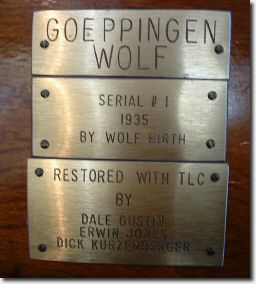 GOEPPINGEN
WOLF
SERIAL # 1
1935
BY WOLF HIRTH
RESTORED WITH TLC
BY
DALE GUSTIN
ERWIN JONES
DICK KURZENBERGER